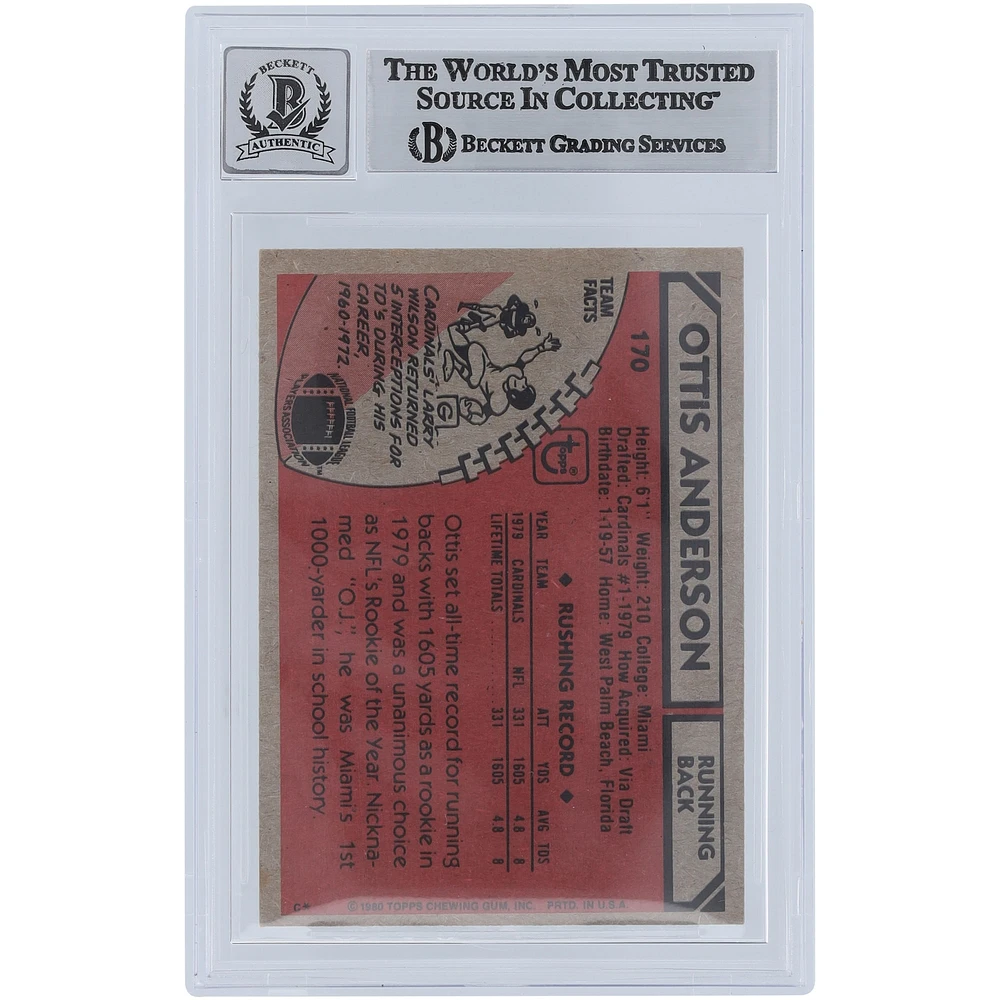 BECKETT
B
AUTHENTIC
THE WORLD'S MOST TRUSTED
SOURCE IN COLLECTING™
B BECKETT GRADING SERVICES
OTTIS ANDERSON
RUNNING
BACK
170
Height: 6'1" Weight: 210 College: Miami
Drafted: Cardinals #1-1979 How Acquired: Via Draft
Birthdate: 1-19-57 Home: West Palm Beach, Florida
TEAM
FACTS
topps®
CARDINALS' LARRY
WILSON RETURNED
5 INTERCEPTIONS FOR
TD'S DURING HIS
CAREER,
1960-1972.
NATIONAL FOOTBALL LEAGUE
PLAYERS ASSOCIATION
◆ RUSHING RECORD ◆
YEAR TEAM ATT YDS AVG TDS
1979 CARDINALS NFL 331 1605 4.8 8
LIFETIME TOTALS 331 1605 4.8 8
Ottis set all-time record for running
backs with 1605 yards as a rookie in
1979 and was a unanimous choice
as NFL's Rookie of the Year. Nickna-
med "O.J.", he was Miami's 1st
1000-yarder in school history.
C* ©1980 TOPPS CHEWING GUM, INC. PRTD. IN U.S.A.